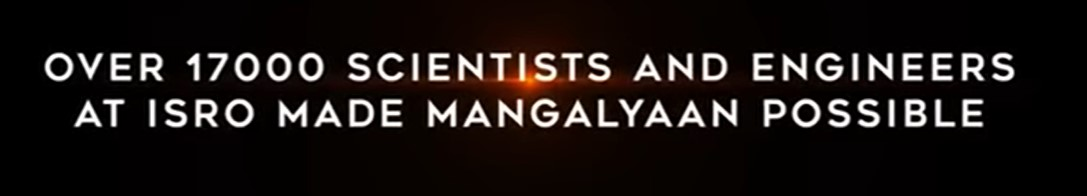 OVER 17000 SCIENTISTS AND ENGINEERS
AT ISRO MADE MANGALYAAN POSSIBLE